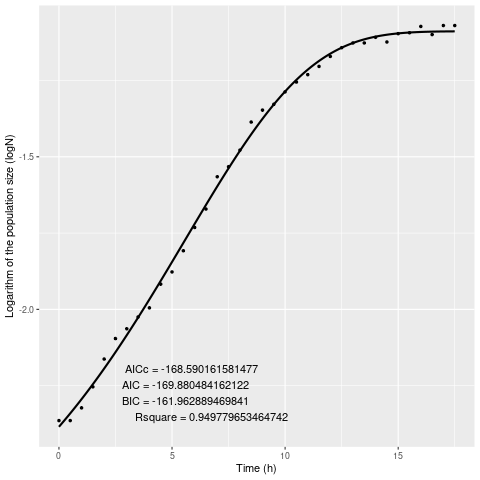 Logarithm of the population size (logN)
-1.5
-2.0
AICc = -168.590161581477
AIC = -169.880484162122
BIC = -161.962889469841
Rsquare = 0.949779653464742
0 5 10 15
Time (h)